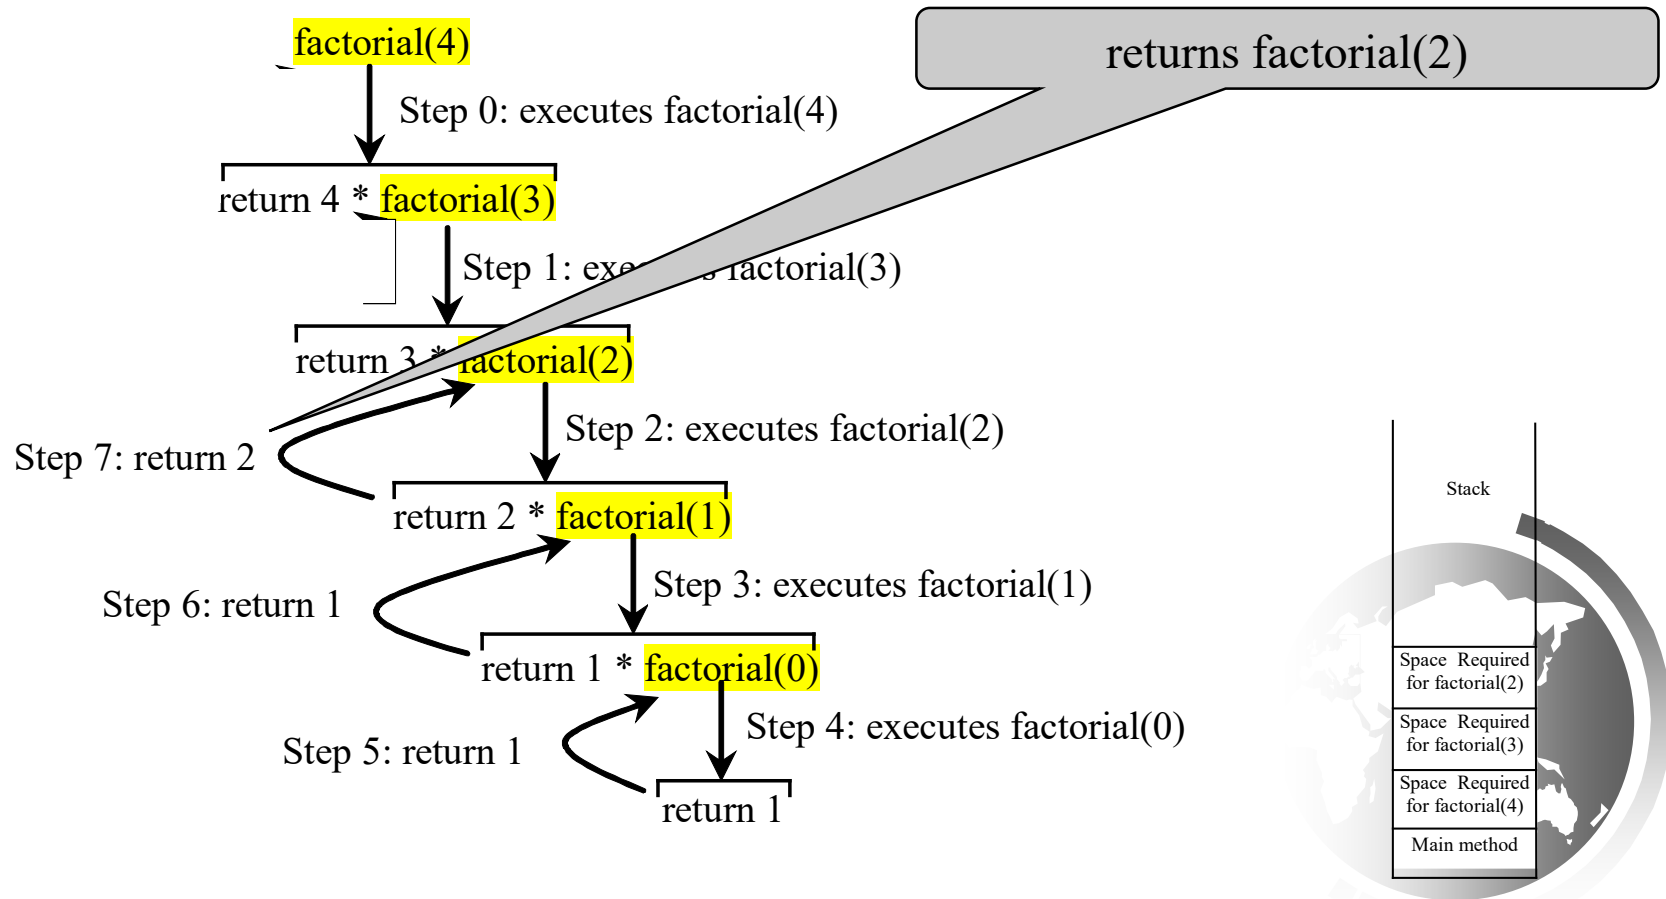 factorial(4)
returns factorial(2)
Step 0: executes factorial(4)
return 4 * factorial(3)
Step 1: factorial(3)
return 3 * factorial(2)
Step 2: executes factorial(2)
Step 7: return 2
return 2 * factorial(1)
Step 3: executes factorial(1)
Step 6: return 1
return 1 * factorial(0)
Step 4: executes factorial(0)
Step 5: return 1
return 1
Stack
Space Required
for factorial(2)
Space Required
for factorial(3)
Space Required
for factorial(4)
Main method